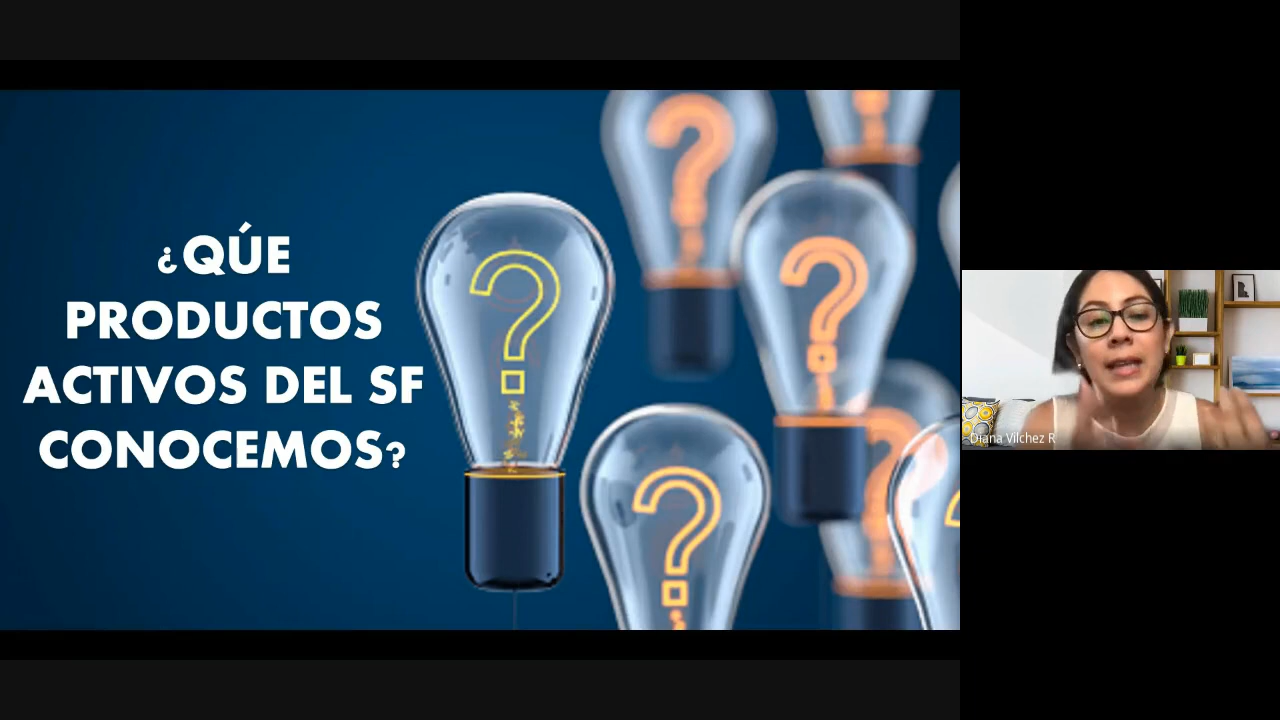 ¿QÚE
PRODUCTOS
ACTIVOS DEL SF
CONOCEMOS?
Diana Vilchez R